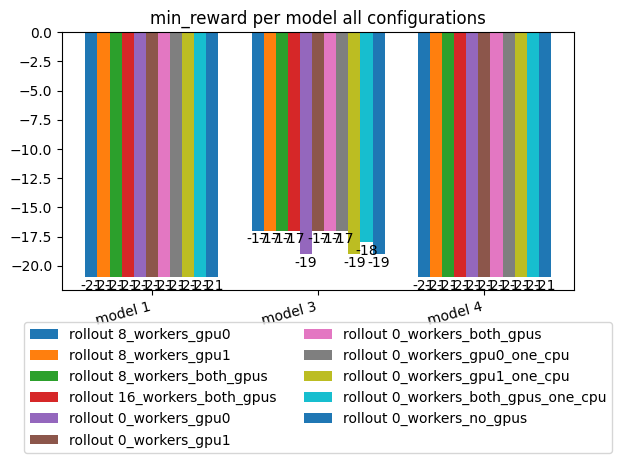 min_reward per model all configurations
0.0
−2.5
−5.0
−7.5
−10.0
−12.5
−15.0
−17.5
−20.0
-17 -17 -17 -17 -19 -17 -17 -17 -19 -18 -19
-21 -21 -21 -21 -21 -21 -21 -21 -21 -21 -21
-21 -21 -21 -21 -21 -21 -21 -21 -21 -21 -21
model 1
model 3
model 4
rollout 8_workers_gpu0
rollout 8_workers_gpu1
rollout 8_workers_both_gpus
rollout 16_workers_both_gpus
rollout 0_workers_gpu0
rollout 0_workers_gpu1
rollout 0_workers_both_gpus
rollout 0_workers_gpu0_one_cpu
rollout 0_workers_gpu1_one_cpu
rollout 0_workers_both_gpus_one_cpu
rollout 0_workers_no_gpus